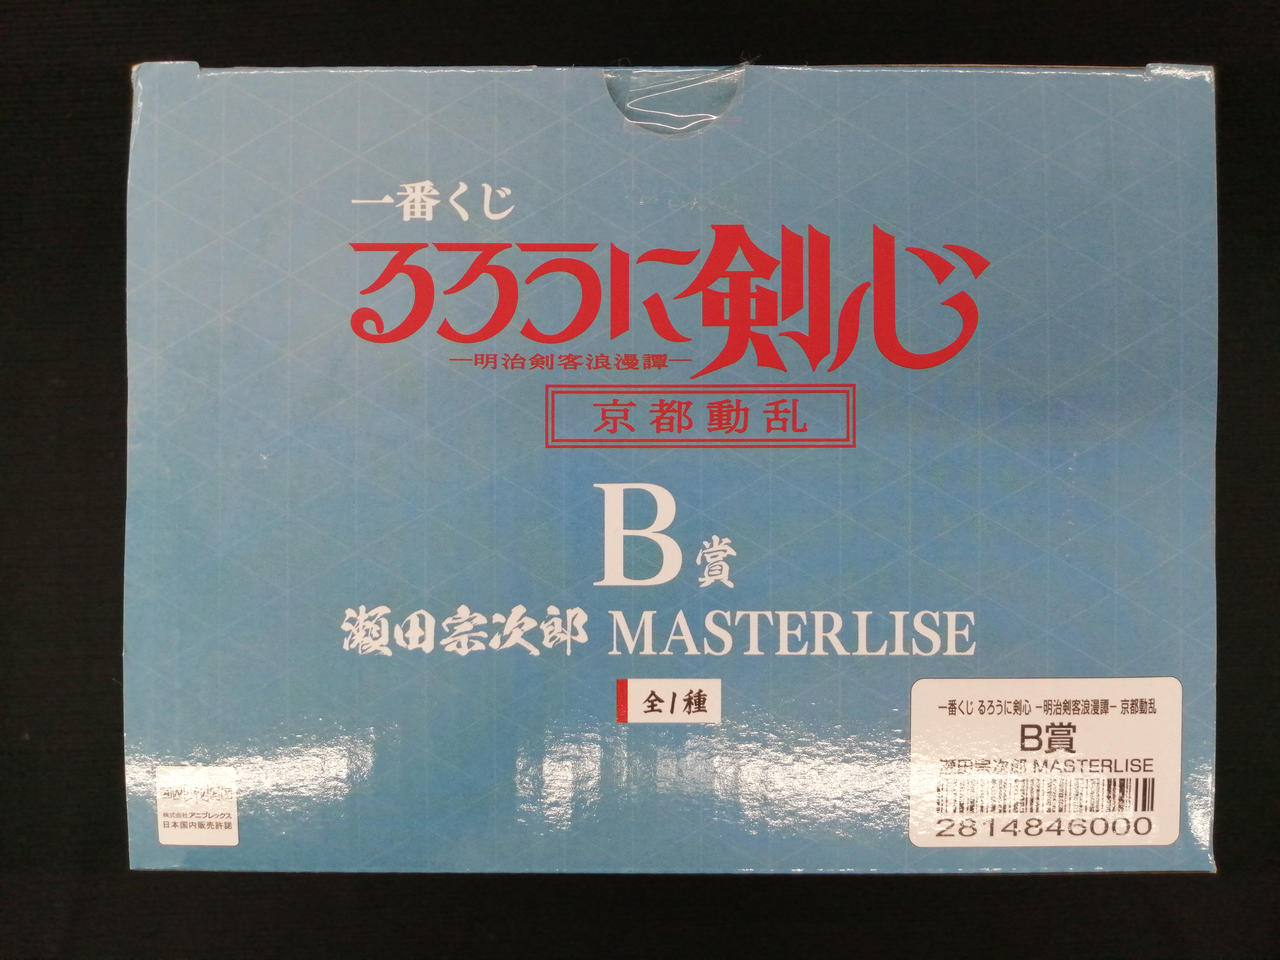 一番くじ
るろうに剣心
―明治剣客浪漫譚―
京都動乱
B賞
瀬田宗次郎 MASTERLISE
全1種
一番くじ るろうに剣心 −明治剣客浪漫譚− 京都動乱
B賞
瀬田宗次郎 MASTERLISE
2814846000
株式会社アニプレックス
日本国内販売許諾